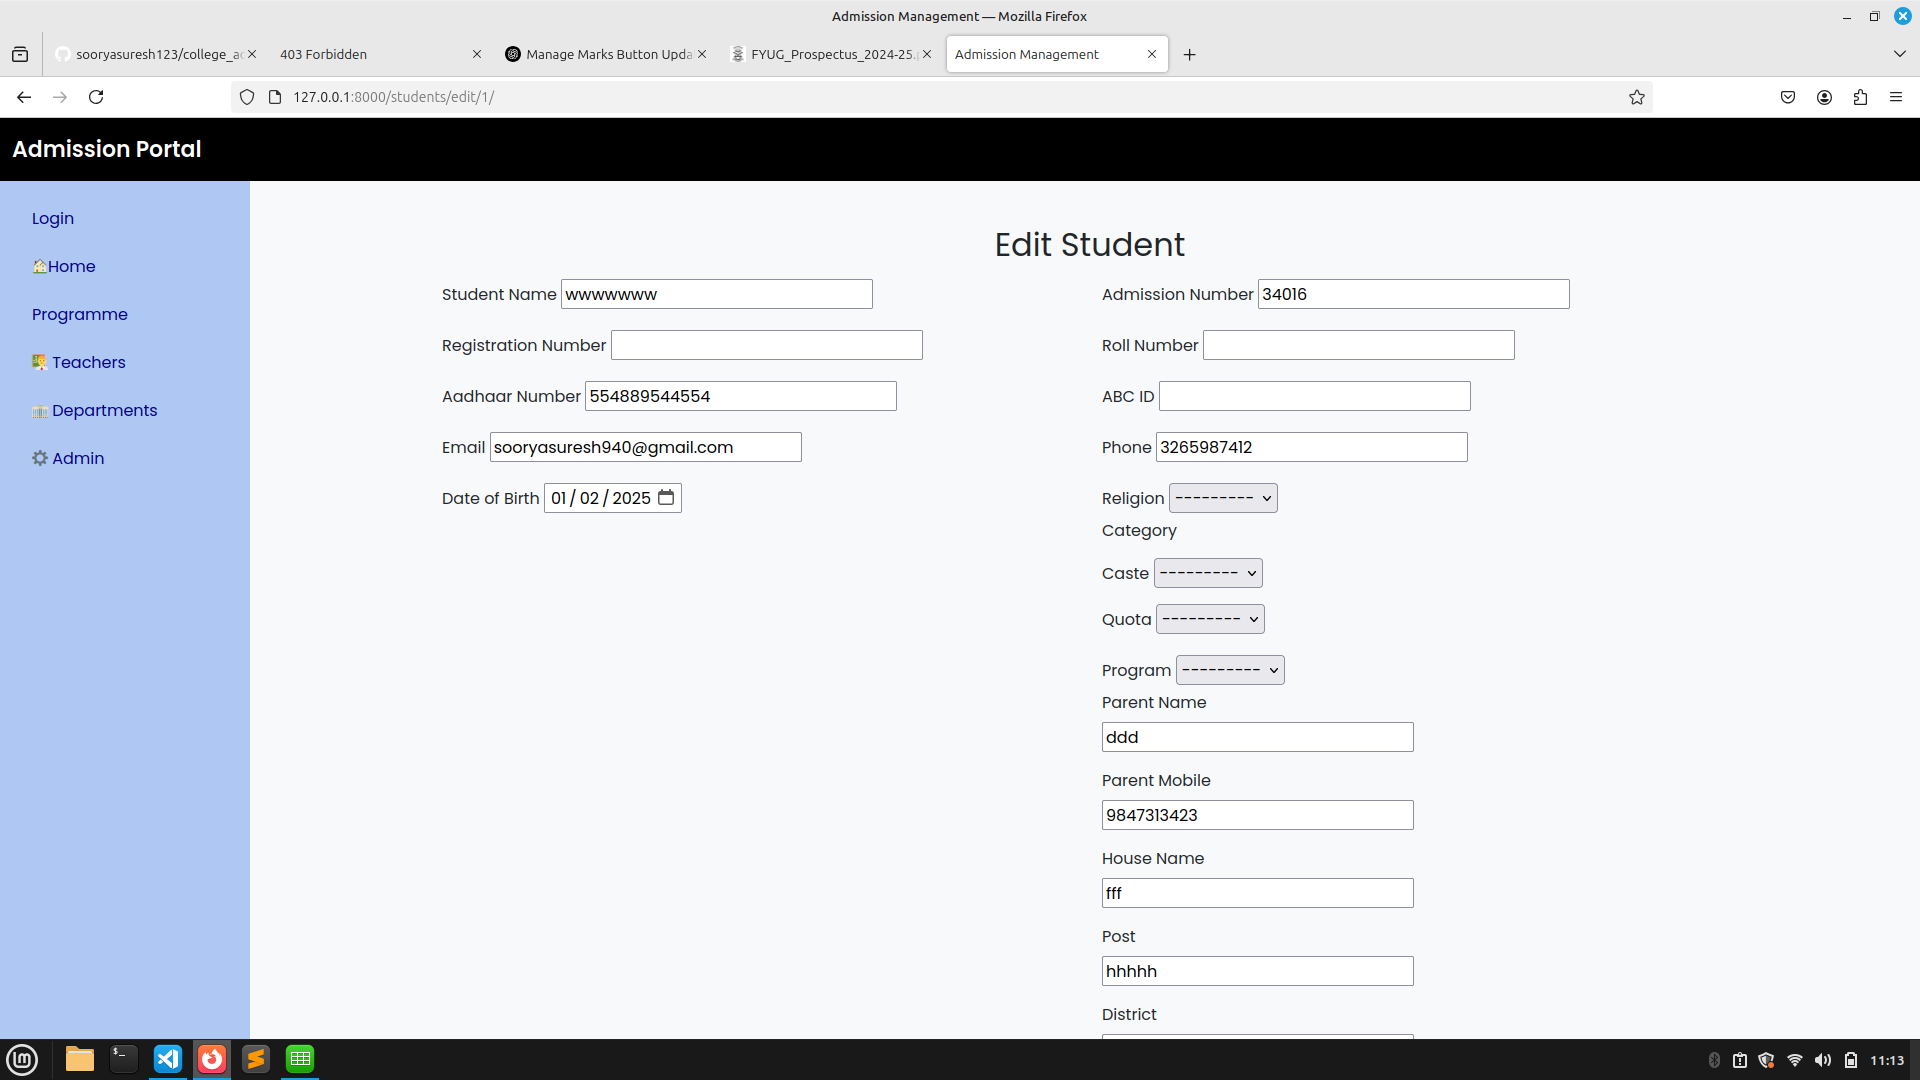 Admission Management — Mozilla Firefox
sooryasuresh123/college_ac
403 Forbidden
Manage Marks Button Upda
FYUG_Prospectus_2024-25.p
Admission Management
127.0.0.1:8000/students/edit/1/
Admission Portal
Login
Home
Programme
Teachers
Departments
Admin
Edit Student
Student Name wwwwwww
Admission Number 34016
Registration Number
Roll Number
Aadhaar Number 554889544554
ABC ID
Email sooryasuresh940@gmail.com
Phone 3265987412
Date of Birth 01 / 02 / 2025
Religion ---------
Category
Caste ---------
Quota ---------
Program ---------
Parent Name
ddd
Parent Mobile
9847313423
House Name
fff
Post
hhhhh
District
11:13